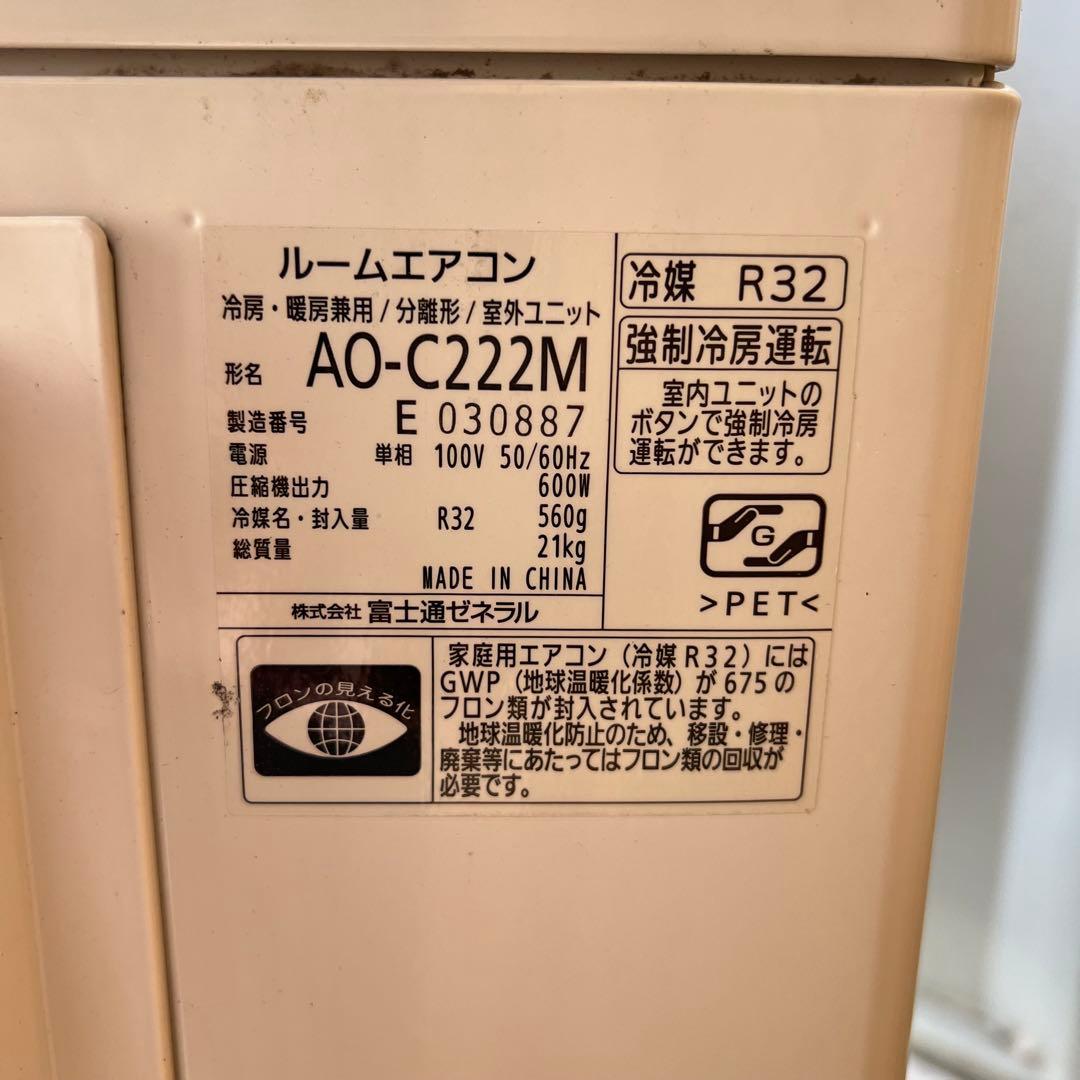 ルームエアコン
冷房・暖房兼用/分離形/室外ユニット
形名 AO-C222M
製造番号 E 030887
電源 単相 100V 50/60Hz
圧縮機出力 600W
冷媒名・封入量 R32 560g
総質量 21kg
MADE IN CHINA
株式会社 富士通ゼネラル
冷媒 R32
強制冷房運転
室内ユニットの
ボタンで強制冷房
運転ができます。
G
>PET<
フロンの見える化
家庭用エアコン(冷媒R32)には
GWP(地球温暖化係数)が675の
フロン類が封入されています。
地球温暖化防止のため、移設・修理・
廃棄等にあたってはフロン類の回収が
必要です。